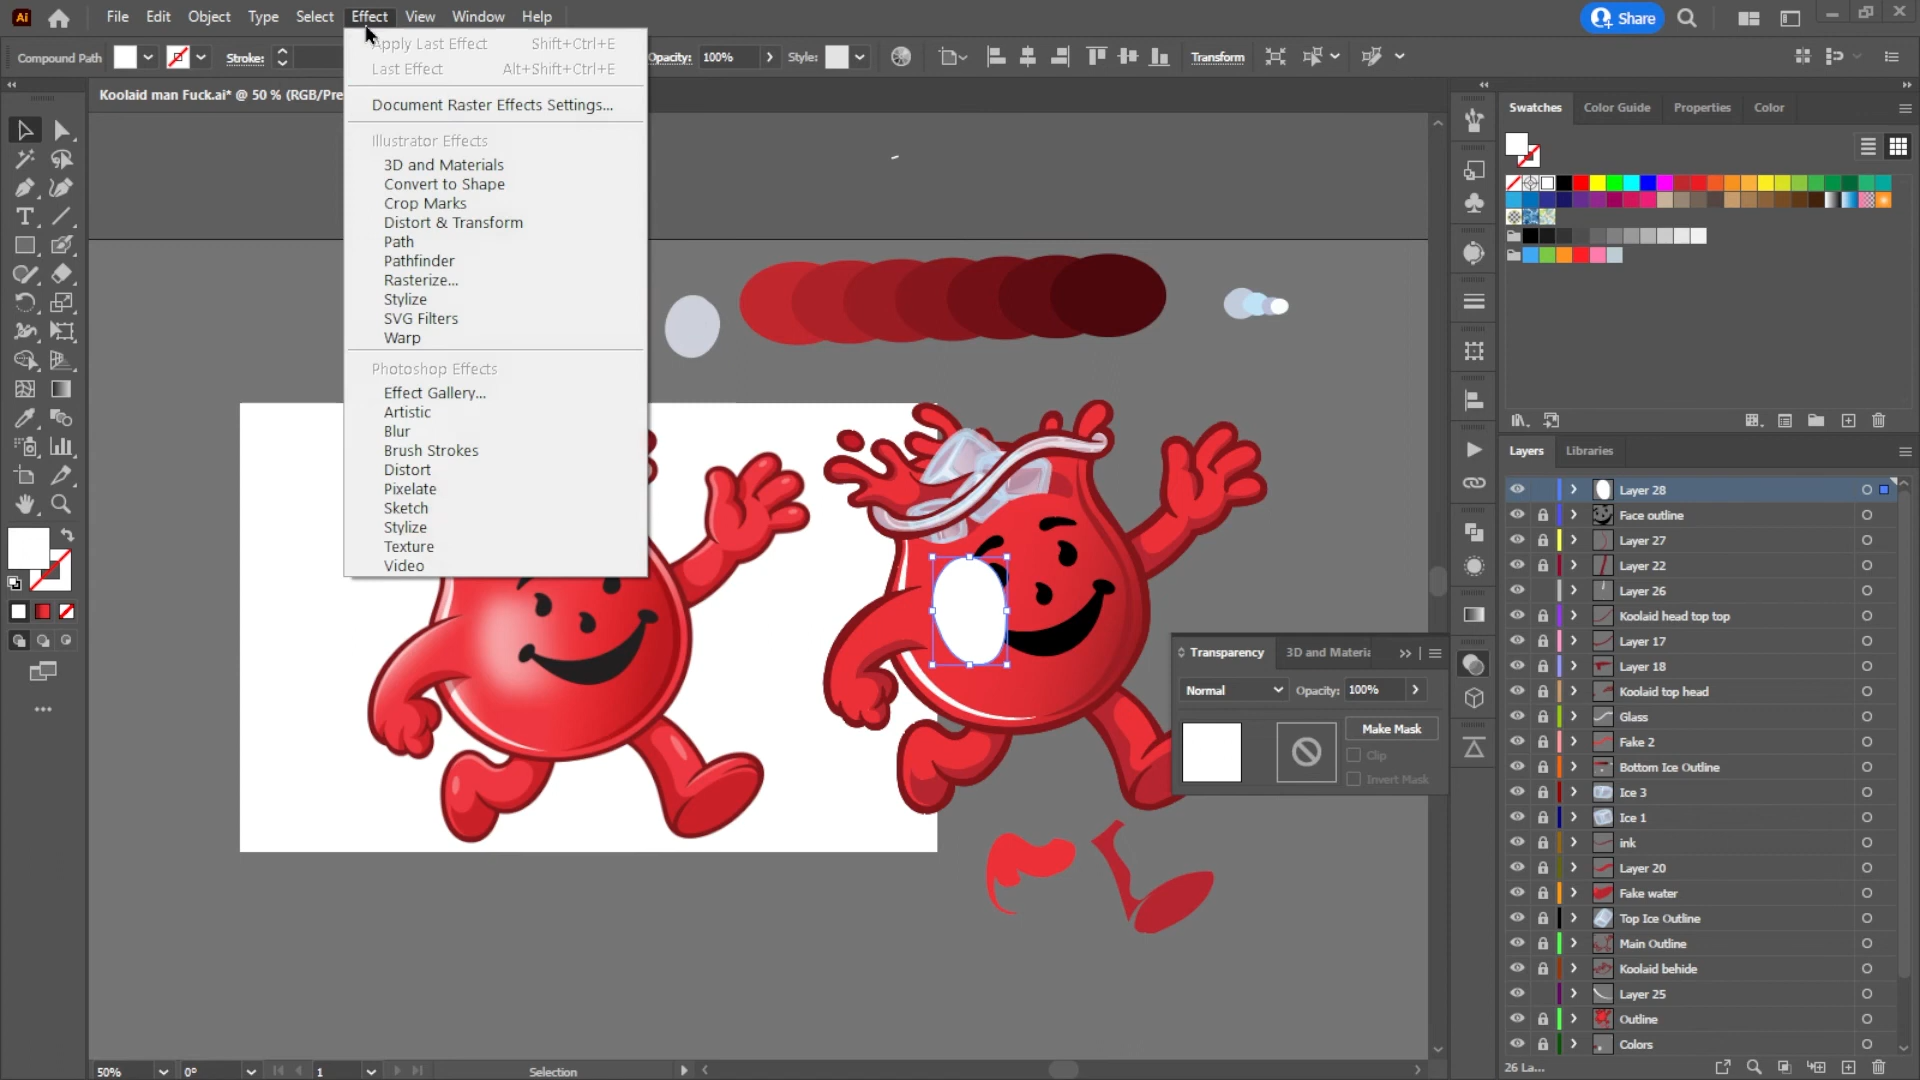 Ai File Edit Object Type Select Effect View Window Help Share
Compound Path Stroke: Opacity: 100% Style: Transform
Koolaid man Fuck.ai* @ 50 % (RGB/Pre
Apply Last Effect Shift+Ctrl+E
Last Effect Alt+Shift+Ctrl+E
Document Raster Effects Settings...
Illustrator Effects
3D and Materials
Convert to Shape
Crop Marks
Distort & Transform
Path
Pathfinder
Rasterize...
Stylize
SVG Filters
Warp
Photoshop Effects
Effect Gallery...
Artistic
Blur
Brush Strokes
Distort
Pixelate
Sketch
Stylize
Texture
Video
Transparency 3D and Materia
Normal Opacity: 100%
Make Mask
Clip
Invert Mask
Swatches Color Guide Properties Color
Layers Libraries
Layer 28
Face outline
Layer 27
Layer 22
Layer 26
Koolaid head top top
Layer 17
Layer 18
Koolaid top head
Glass
Fake 2
Bottom Ice Outline
Ice 3
Ice 1
ink
Layer 20
Fake water
Top Ice Outline
Main Outline
Koolaid behide
Layer 25
Outline
Colors
26 La...
50% 0° 1 Selection